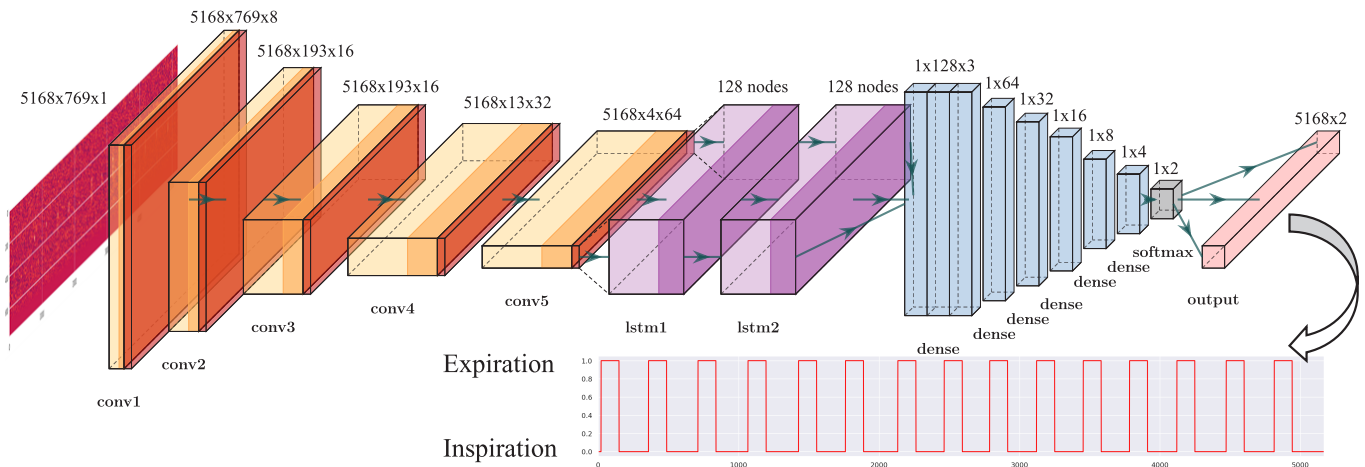 5168x769x1
5168x769x8
5168x193x16
5168x193x16
5168x13x32
5168x4x64
128 nodes
128 nodes
1x128x3
1x64
1x32
1x16
1x8
1x4
1x2
5168x2
conv1
conv2
conv3
conv4
conv5
lstm1
lstm2
dense
dense
dense
dense
dense
dense
softmax
output
Expiration
Inspiration
1.0
0.8
0.6
0.4
0.2
0.0
0 1000 2000 3000 4000 5000